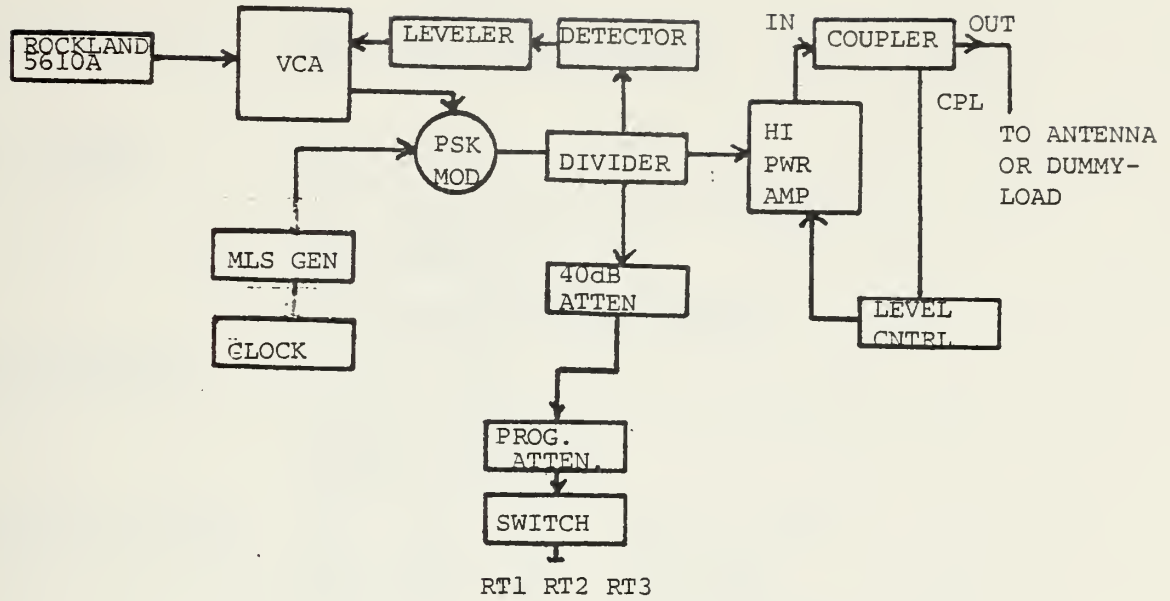 ROCKLAND
5610A
VCA
LEVELER
DETECTOR
IN
COUPLER
OUT
CPL
TO ANTENNA
OR DUMMY-
LOAD
PSK
MOD
DIVIDER
HI
PWR
AMP
MLS GEN
CLOCK
40dB
ATTEN
LEVEL
CNTRL
PROG.
ATTEN.
SWITCH
RT1 RT2 RT3